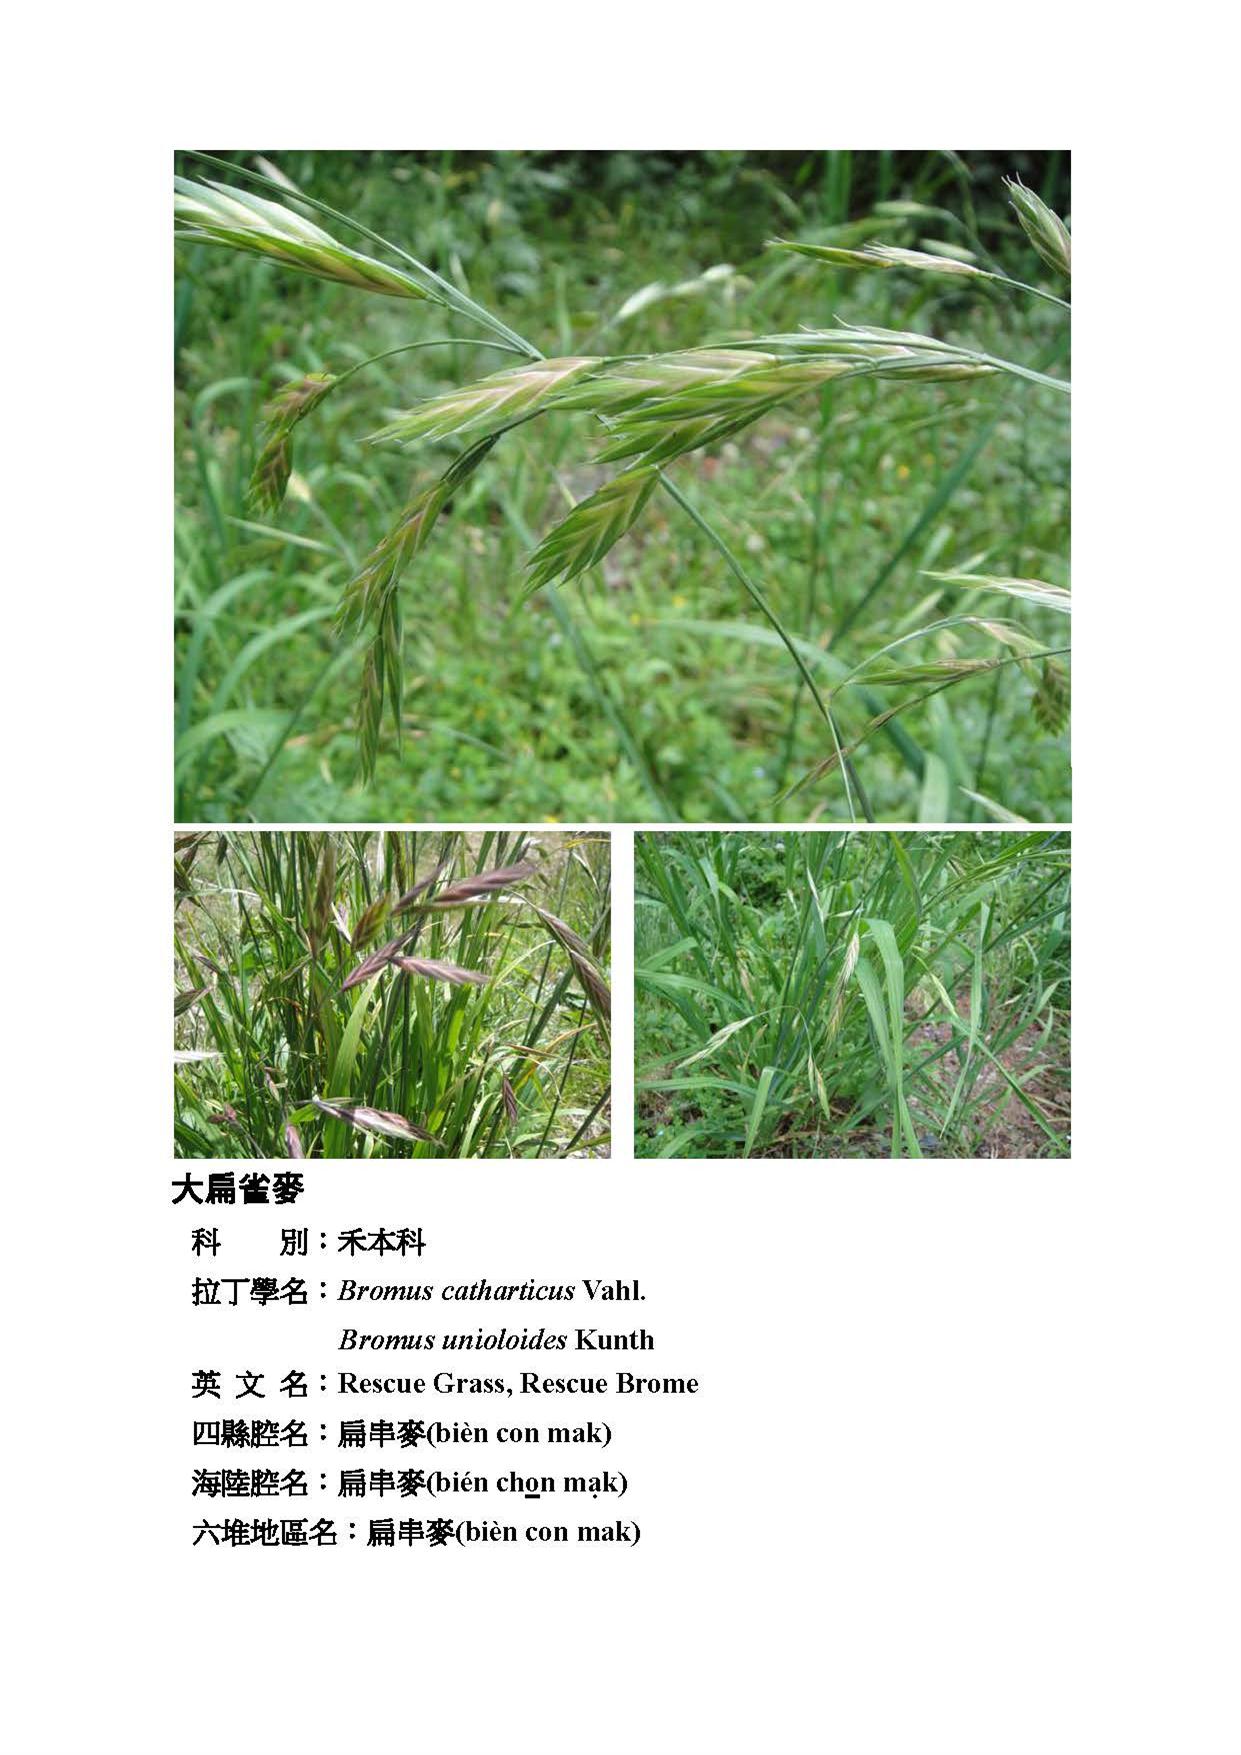 大扁雀麥
科　　別：禾本科
拉丁學名：Bromus catharticus Vahl.
Bromus unioloides Kunth
英 文 名：Rescue Grass, Rescue Brome
四縣腔名：扁串麥(bièn con mak)
海陸腔名：扁串麥(bién chon mạk)
六堆地區名：扁串麥(bièn con mak)